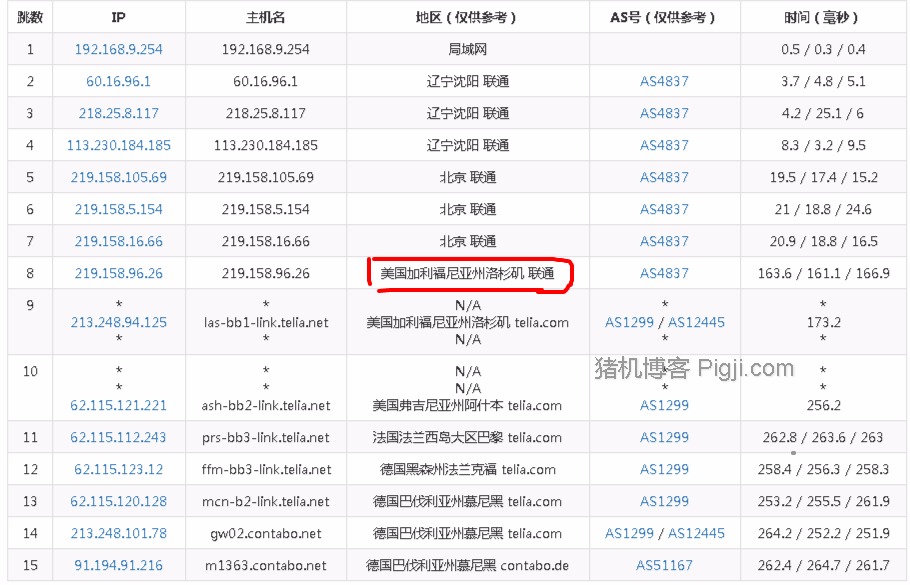 跳数 IP 主机名 地区（仅供参考） AS号（仅供参考） 时间（毫秒）
1 192.168.9.254 192.168.9.254 局域网 0.5 / 0.3 / 0.4
2 60.16.96.1 60.16.96.1 辽宁沈阳 联通 AS4837 3.7 / 4.8 / 5.1
3 218.25.8.117 218.25.8.117 辽宁沈阳 联通 AS4837 4.2 / 25.1 / 6
4 113.230.184.185 113.230.184.185 辽宁沈阳 联通 AS4837 8.3 / 3.2 / 9.5
5 219.158.105.69 219.158.105.69 北京 联通 AS4837 19.5 / 17.4 / 15.2
6 219.158.5.154 219.158.5.154 北京 联通 AS4837 21 / 18.8 / 24.6
7 219.158.16.66 219.158.16.66 北京 联通 AS4837 20.9 / 18.8 / 16.5
8 219.158.96.26 219.158.96.26 美国加利福尼亚州洛杉矶 联通 AS4837 163.6 / 161.1 / 166.9
9 * * N/A * *
213.248.94.125 las-bb1-link.telia.net 美国加利福尼亚州洛杉矶 telia.com AS1299 / AS12445 173.2
* * N/A * *
10 * * N/A * *
* * N/A * *
猪机博客 Pigji.com
62.115.121.221 ash-bb2-link.telia.net 美国弗吉尼亚州阿什本 telia.com AS1299 256.2
11 62.115.112.243 prs-bb3-link.telia.net 法国法兰西岛大区巴黎 telia.com AS1299 262.8 / 263.6 / 263
12 62.115.123.12 ffm-bb3-link.telia.net 德国黑森州法兰克福 telia.com AS1299 258.4 / 256.3 / 258.3
13 62.115.120.128 mcn-b2-link.telia.net 德国巴伐利亚州慕尼黑 telia.com AS1299 253.2 / 255.5 / 261.9
14 213.248.101.78 gw02.contabo.net 德国巴伐利亚州慕尼黑 telia.com AS1299 / AS12445 264.2 / 252.2 / 251.9
15 91.194.91.216 m1363.contabo.net 德国巴伐利亚州慕尼黑 contabo.de AS51167 262.4 / 264.7 / 261.7